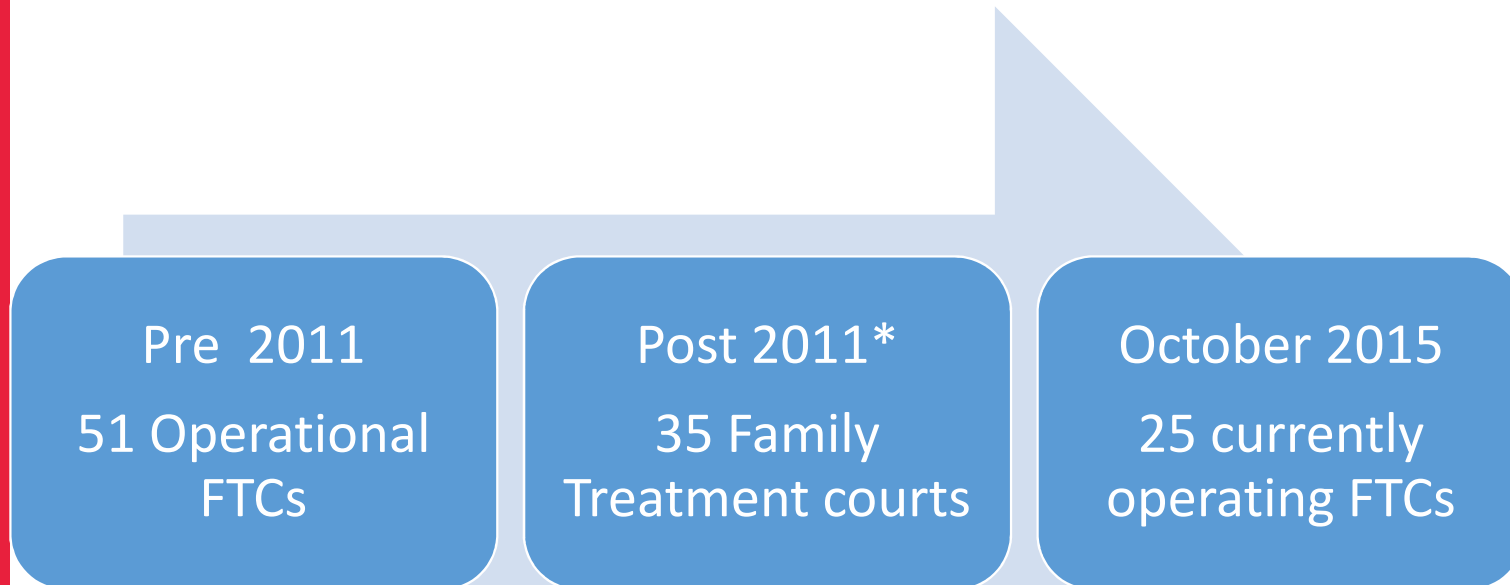 Pre 2011
51 Operational
FTCs
Post 2011*
35 Family
Treatment courts
October 2015
25 currently
operating FTCs